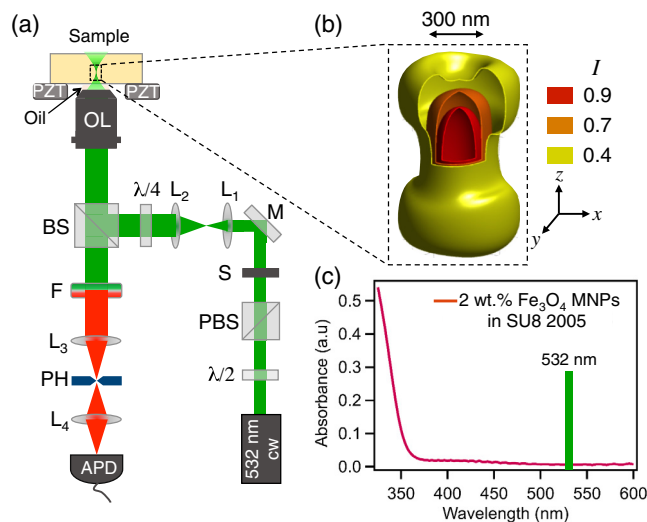 (a)
Sample
PZT
PZT
Oil
OL
λ/4
L2
L1
M
BS
S
F
PBS
L3
PH
λ/2
L4
532 nm
cw
APD
(b)
300 nm
I
0.9
0.7
0.4
z
x
y
(c)
2 wt.% Fe3O4 MNPs
in SU8 2005
532 nm
Absorbance (a.u)
0.5
0.4
0.3
0.2
0.1
0.0
350 400 450 500 550 600
Wavelength (nm)